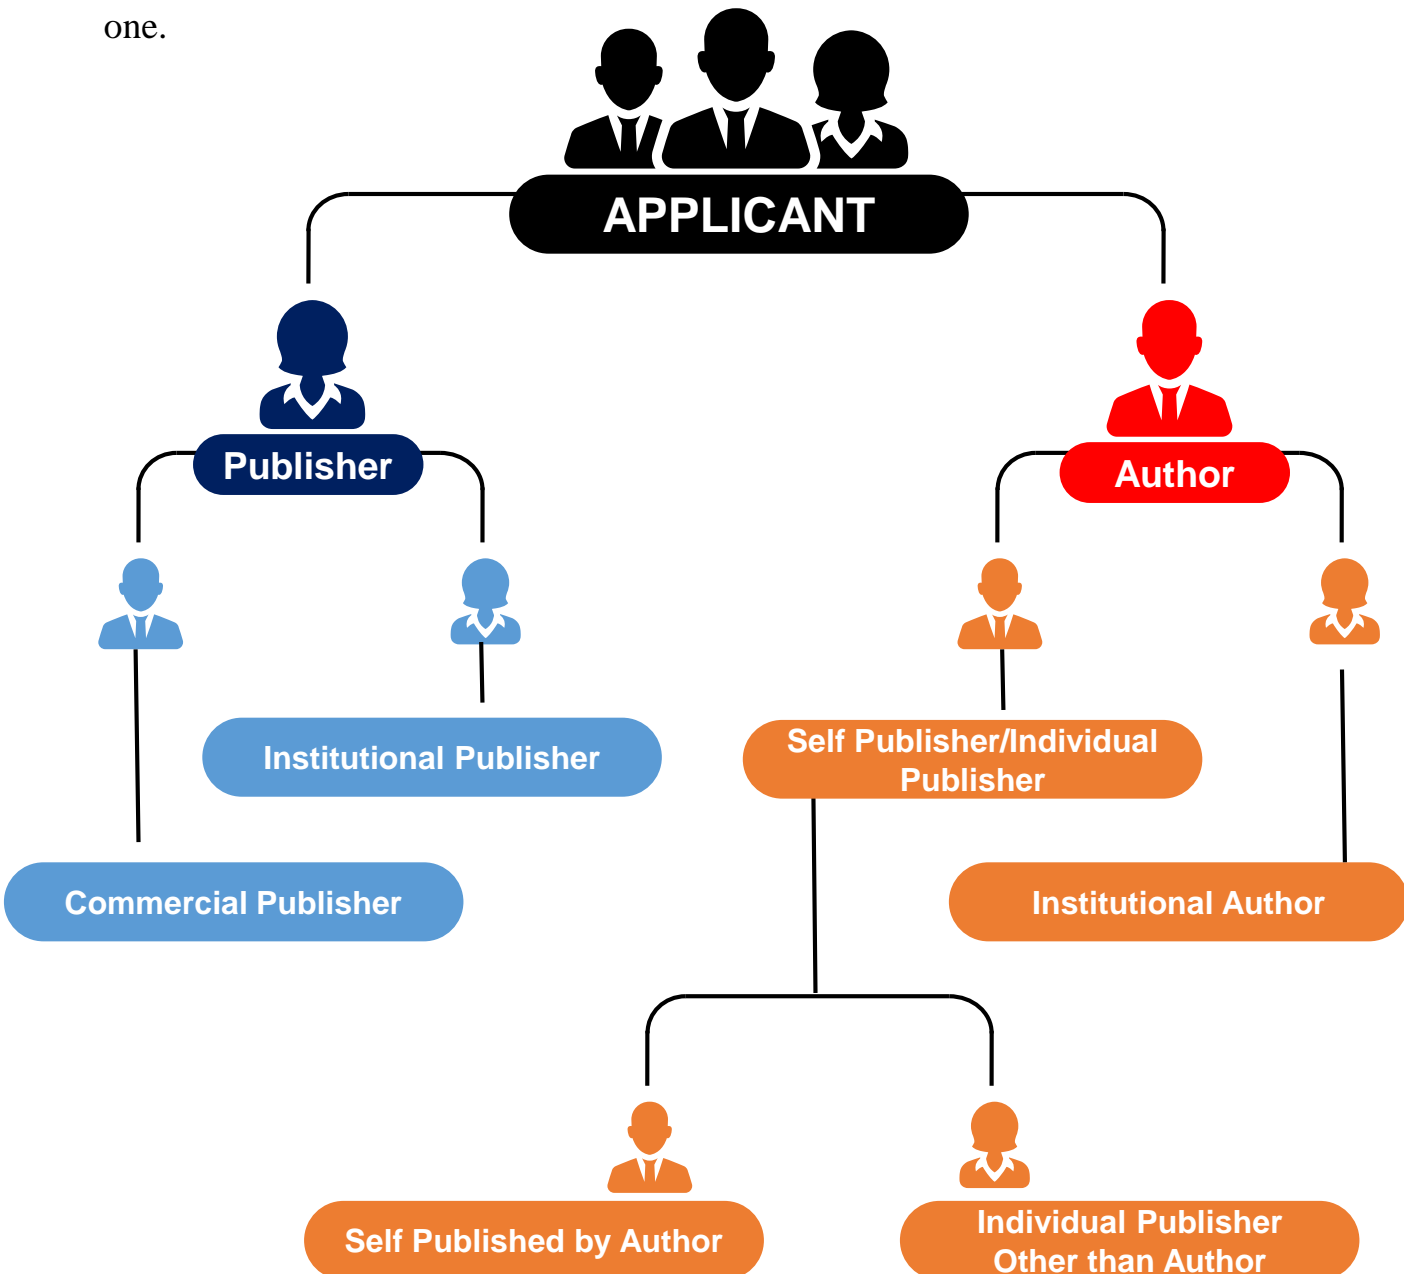 one.
APPLICANT
Publisher
Author
Self Publisher/Individual
Publisher
Institutional Publisher
Commercial Publisher
Institutional Author
Self Published by Author
Individual Publisher
Other than Author